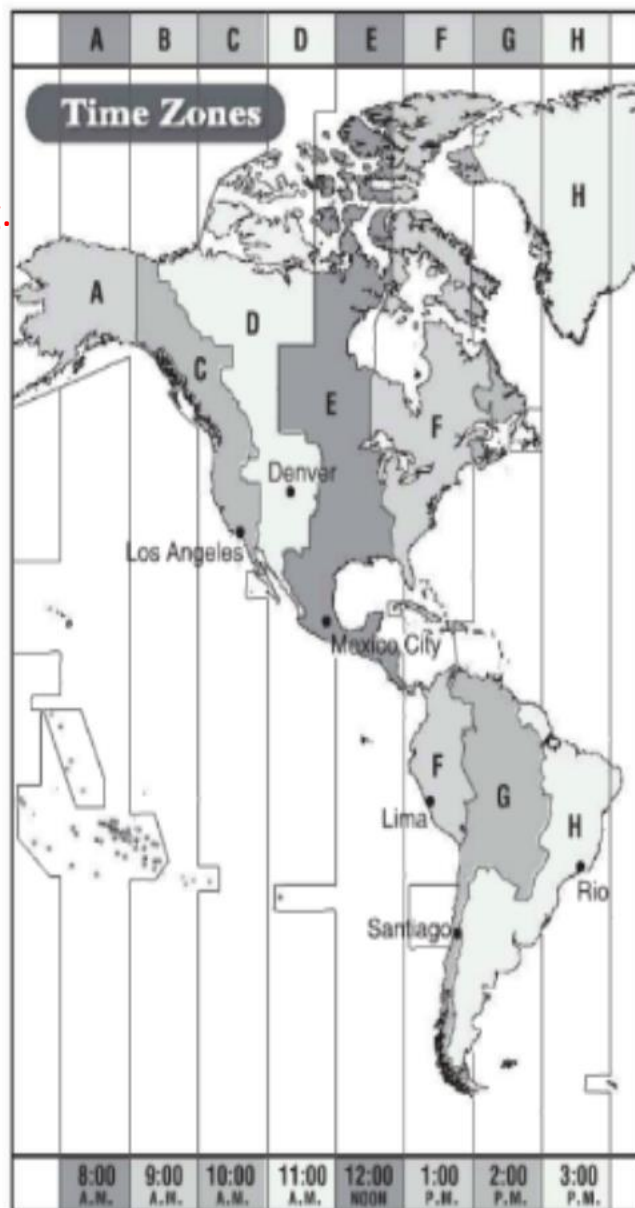 A B C D E F G H
Time Zones
H
A
D
C
E
F
Denver
Los Angeles
Mexico City
F
G
Lima
H
Rio
Santiago
8:00 9:00 10:00 11:00 12:00 1:00 2:00 3:00
A.M. A.M. A.M. A.M. NOON P.M. P.M. P.M.